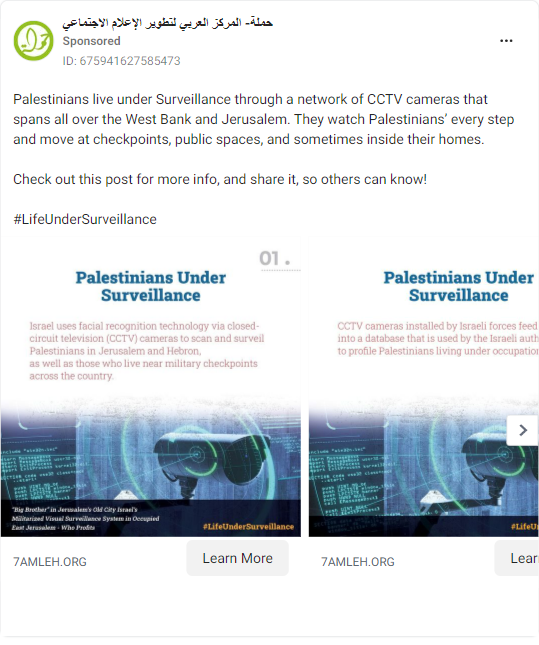 حملة- المركز العربي لتطوير الإعلام الاجتماعي
Sponsored
ID: 675941627585473
Palestinians live under Surveillance through a network of CCTV cameras that
spans all over the West Bank and Jerusalem. They watch Palestinians’ every step
and move at checkpoints, public spaces, and sometimes inside their homes.
Check out this post for more info, and share it, so others can know!
#LifeUnderSurveillance
01 .
Palestinians Under
Surveillance
Israel uses facial recognition technology via closed-
circuit television (CCTV) cameras to scan and surveil
Palestinians in Jerusalem and Hebron,
as well as those who live near military checkpoints
across the country.
"Big Brother" in Jerusalem's Old City Israel's
Militarized Visual Surveillance System in Occupied
East Jerusalem - Who Profits
#LifeUnderSurveillance
7AMLEH.ORG
Learn More
Palestinians Under
Surveillance
CCTV cameras installed by Israeli forces feed
into a database that is used by the Israeli auth
to profile Palestinians living under occupation
#LifeU
7AMLEH.ORG
Lear